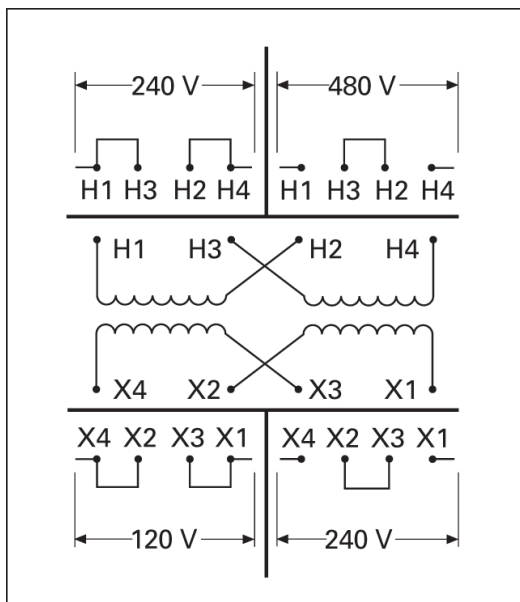 240 V 480 V
H1 H3 H2 H4 H1 H3 H2 H4
H1 H3 H2 H4
X4 X2 X3 X1
X4 X2 X3 X1 X4 X2 X3 X1
120 V 240 V